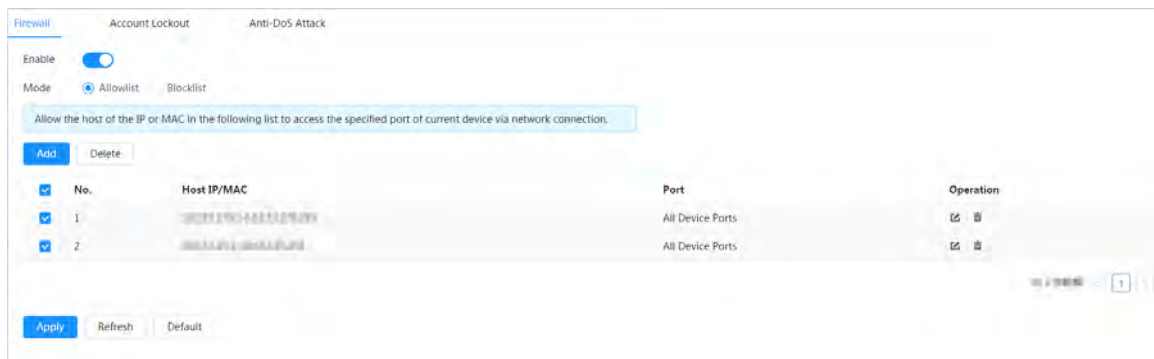 Firewall Account Lockout Anti-DoS Attack
Enable
Mode Allowlist Blocklist
Allow the host of the IP or MAC in the following list to access the specified port of current device via network connection.
Add Delete
No. Host IP/MAC Port Operation
1 All Device Ports
2 All Device Ports
1
Apply Refresh Default